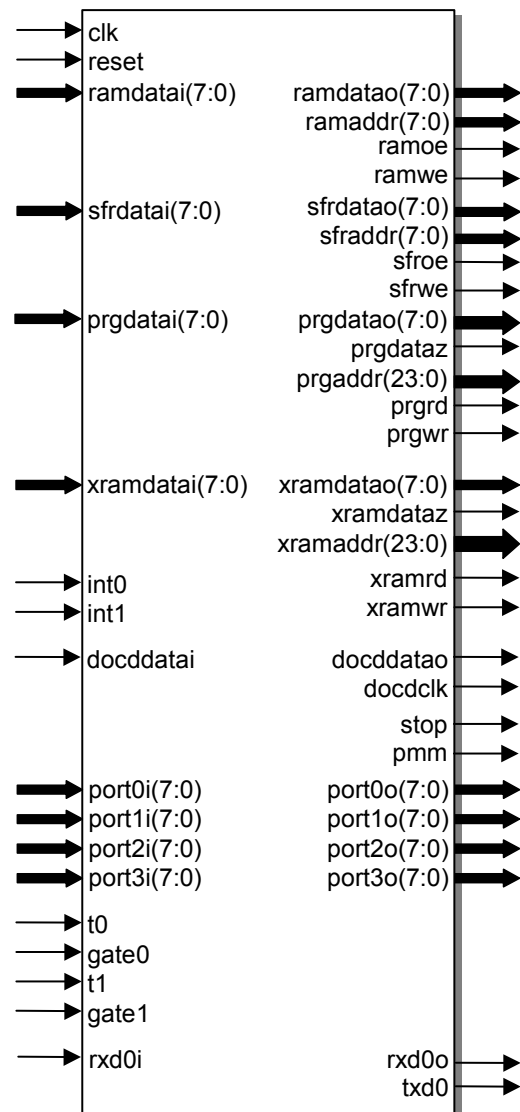 clk
reset
ramdatai(7:0) ramdatao(7:0)
ramaddr(7:0)
ramoe
ramwe
sfrdatai(7:0) sfrdatao(7:0)
sfraddr(7:0)
sfroe
sfrwe
prgdatai(7:0) prgdatao(7:0)
prgdataz
prgaddr(23:0)
prgrd
prgwr
xramdatai(7:0) xramdatao(7:0)
xramdataz
xramaddr(23:0)
int0 xramrd
int1 xramwr
docddatai docddatao
docdclk
stop
pmm
port0i(7:0) port0o(7:0)
port1i(7:0) port1o(7:0)
port2i(7:0) port2o(7:0)
port3i(7:0) port3o(7:0)
t0
gate0
t1
gate1
rxd0i rxd0o
txd0